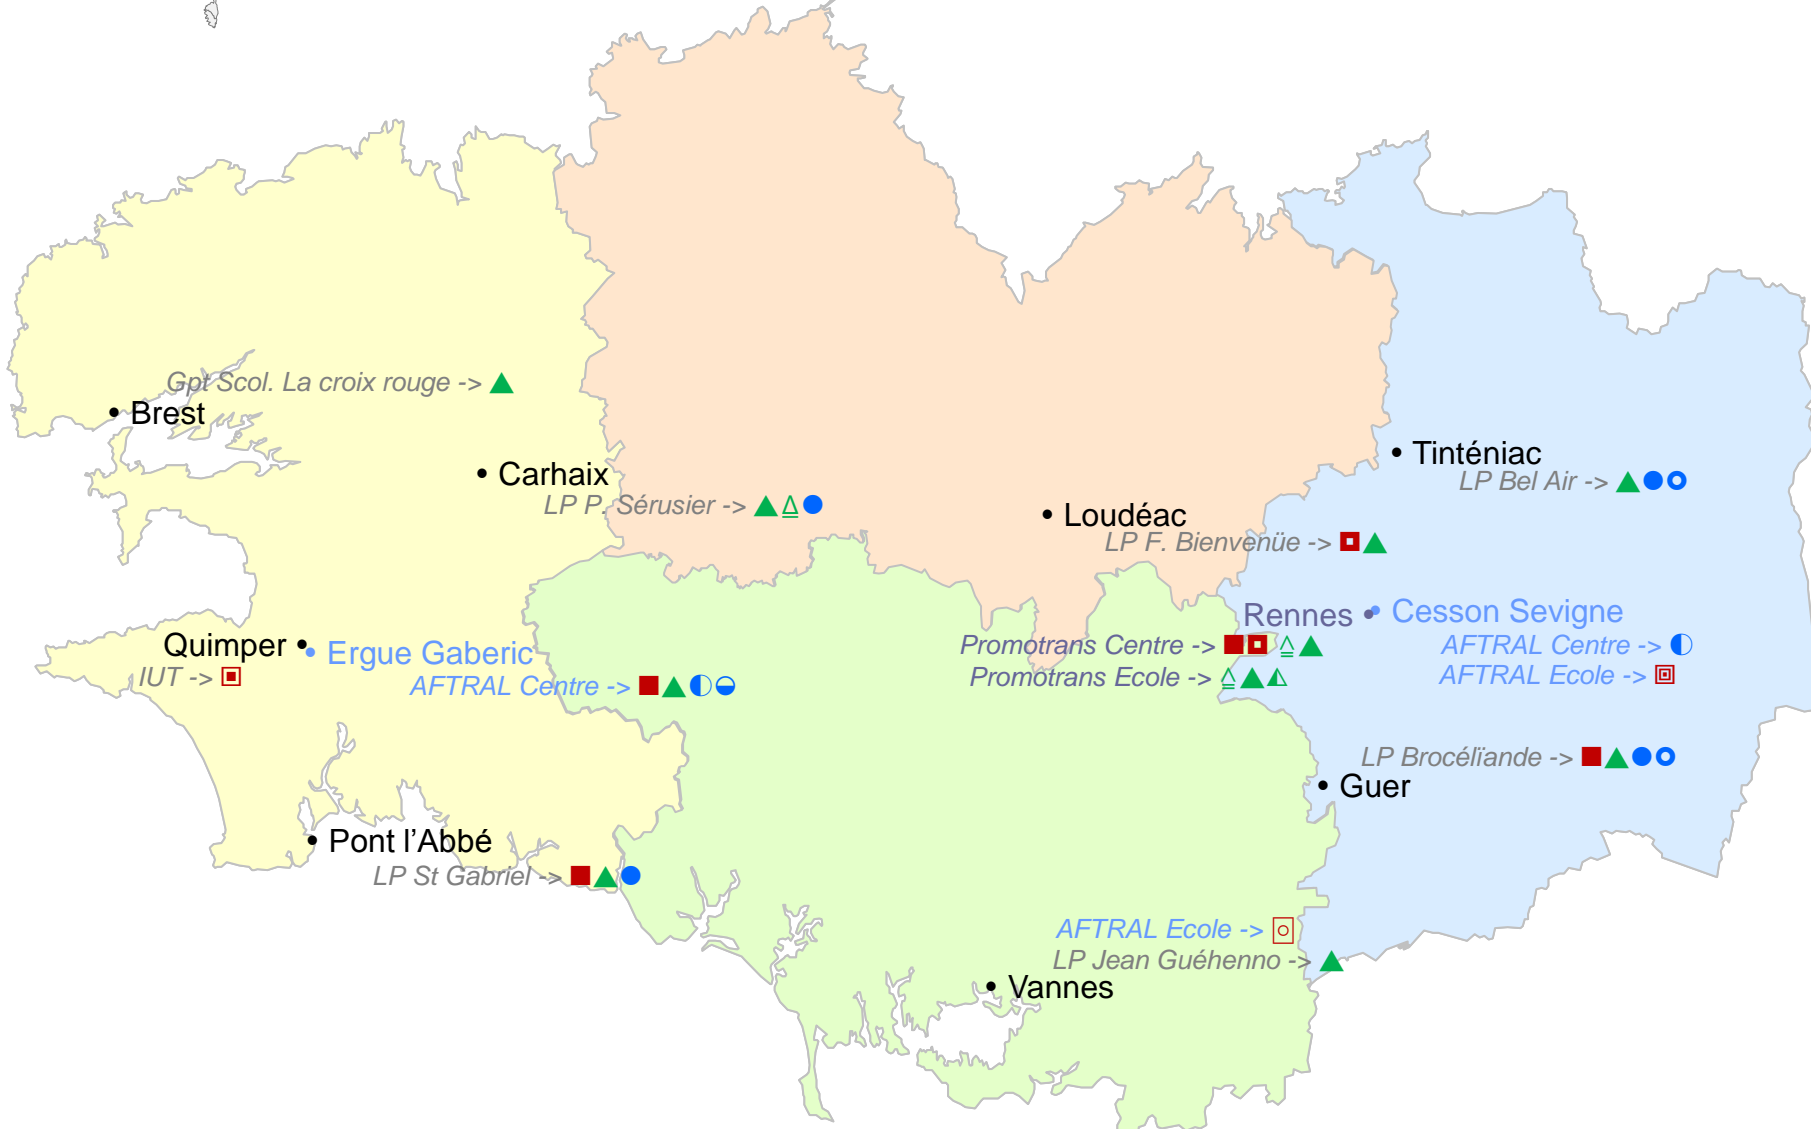 Gpt Scol. La croix rouge ->
• Brest
• Carhaix
LP P. Sérusier ->
• Tinténiac
LP Bel Air ->
• Loudéac
LP F. Bienvenüe ->
Rennes •
• Cesson Sevigne
Promotrans Centre ->
AFTRAL Centre ->
Promotrans Ecole ->
AFTRAL Ecole ->
Quimper •
• Ergue Gaberic
IUT ->
AFTRAL Centre ->
LP Brocéliande ->
• Guer
• Pont l’Abbé
LP St Gabriel ->
AFTRAL Ecole ->
LP Jean Guéhenno ->
• Vannes